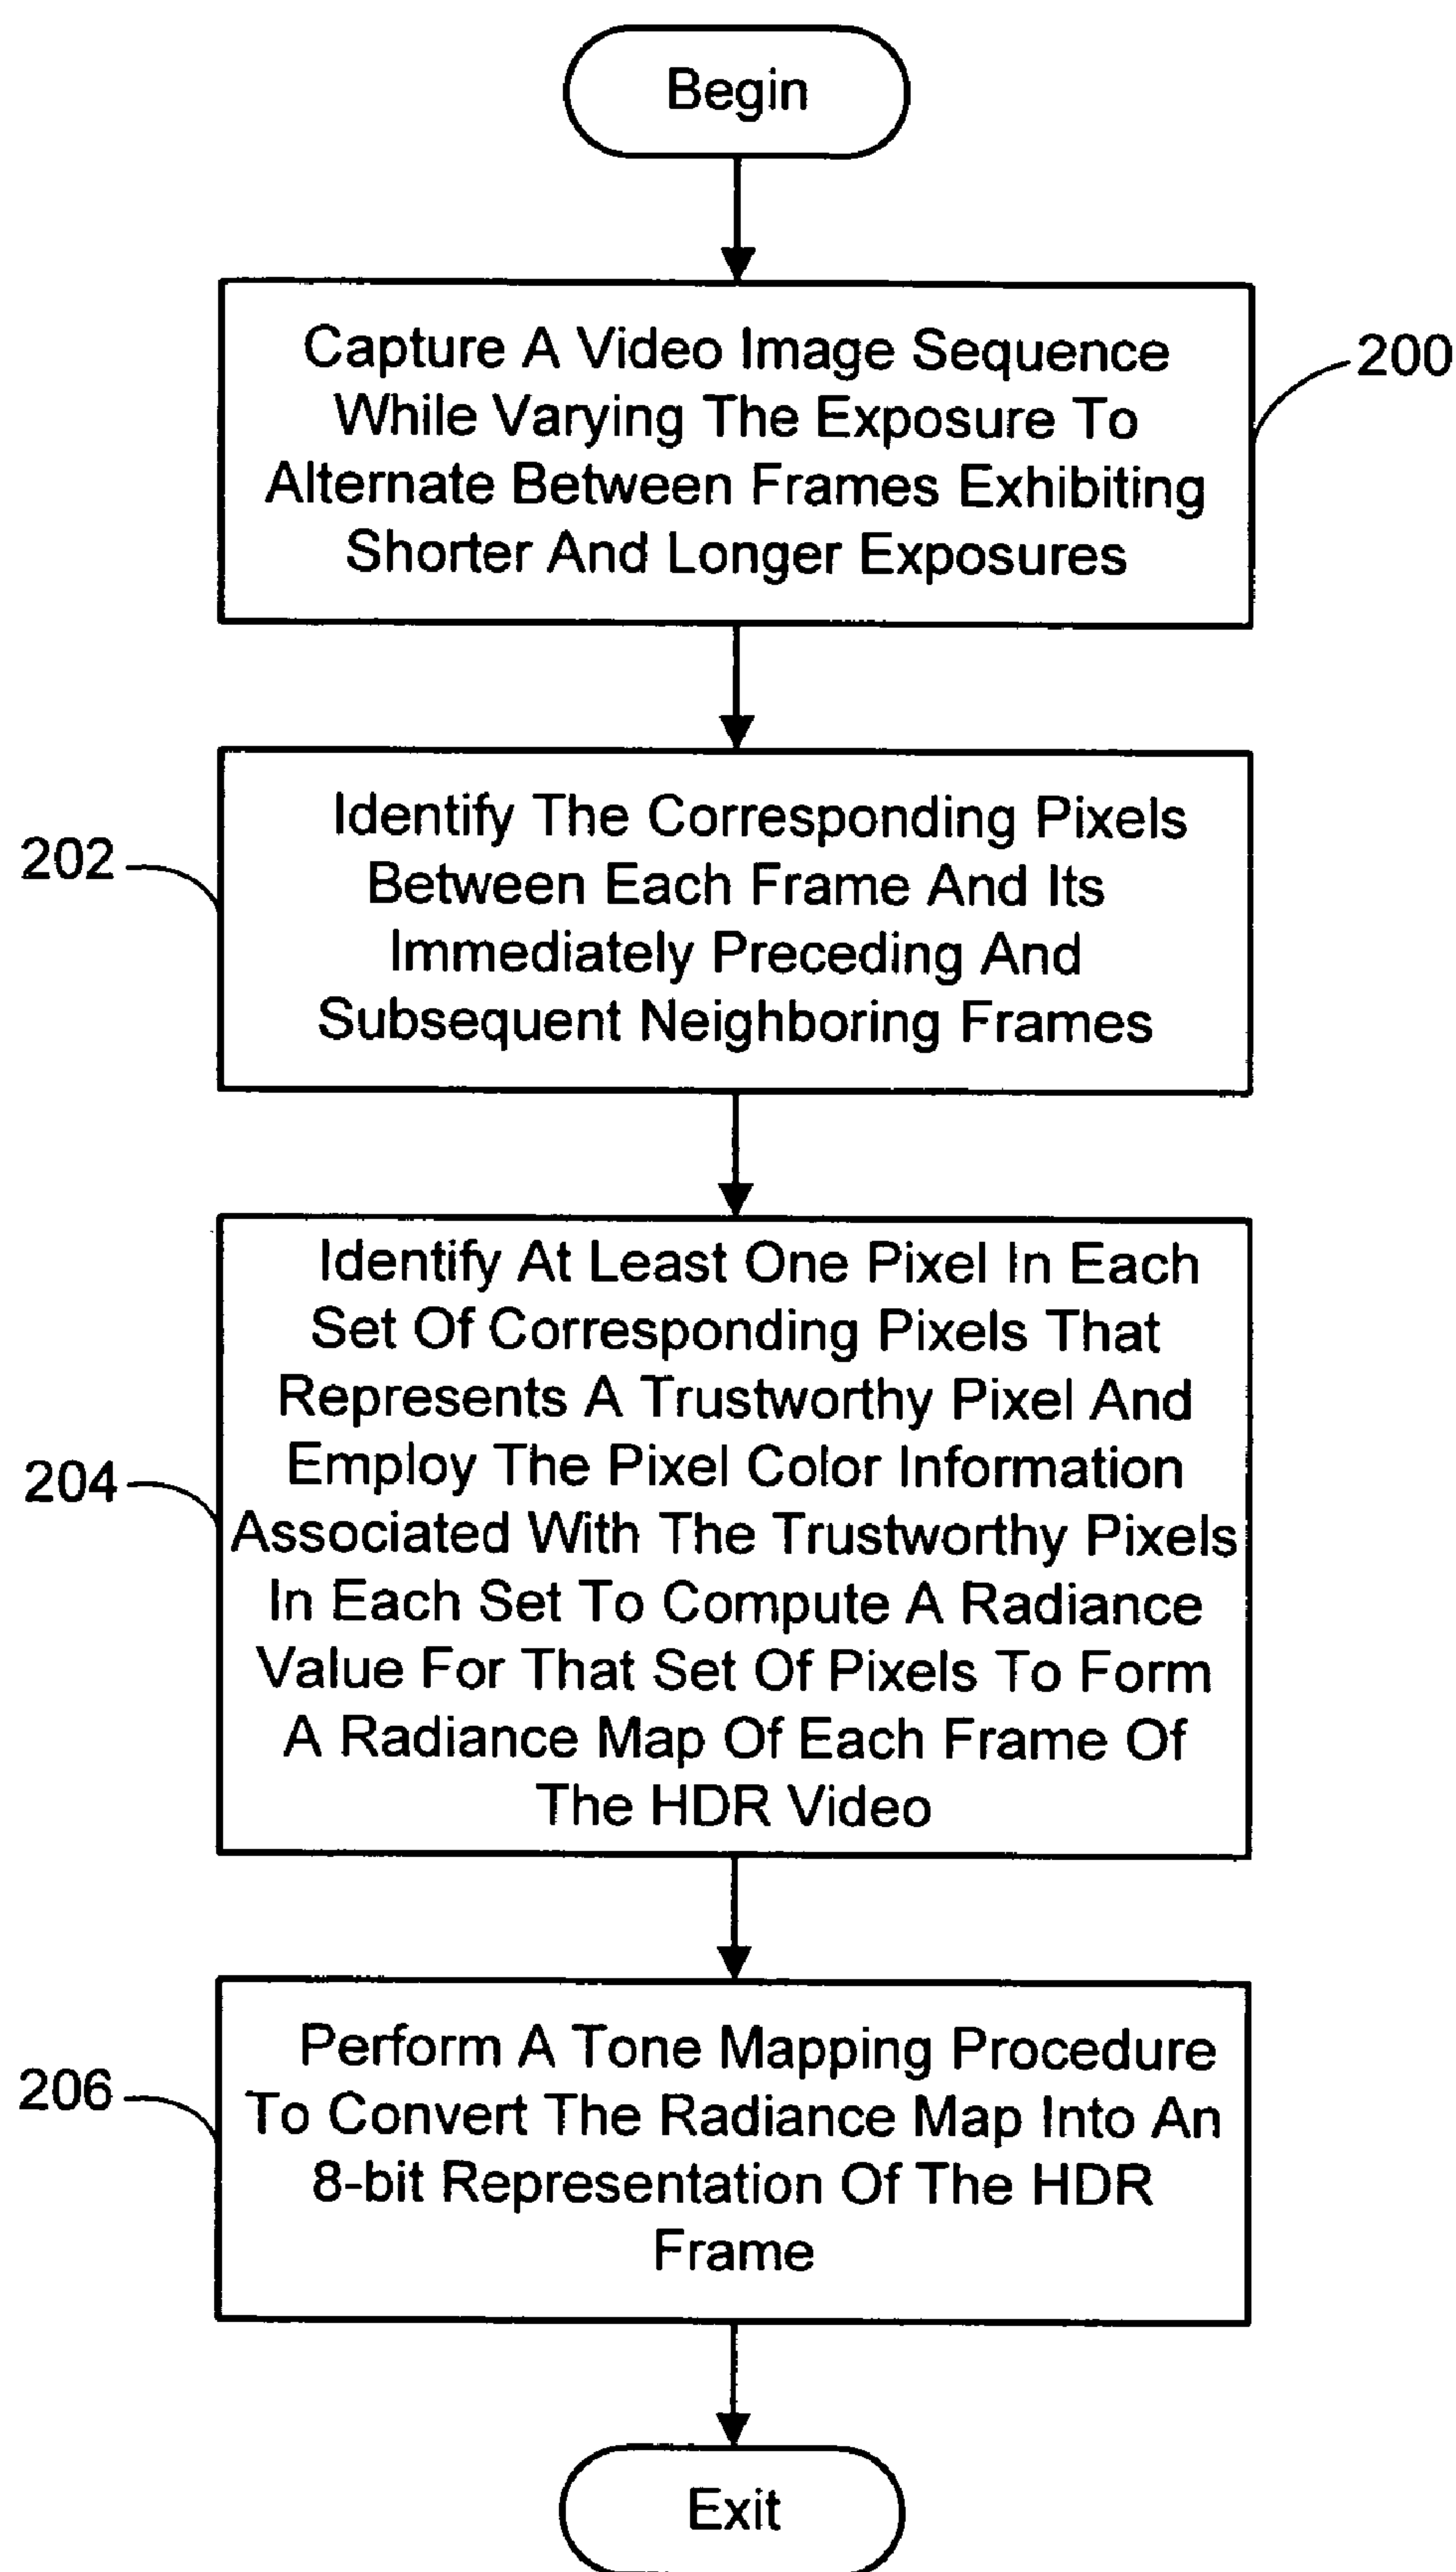 Begin
Capture A Video Image Sequence
While Varying The Exposure To
Alternate Between Frames Exhibiting
Shorter And Longer Exposures
200
Identify The Corresponding Pixels
Between Each Frame And Its
Immediately Preceding And
Subsequent Neighboring Frames
202
Identify At Least One Pixel In Each
Set Of Corresponding Pixels That
Represents A Trustworthy Pixel And
Employ The Pixel Color Information
Associated With The Trustworthy Pixels
In Each Set To Compute A Radiance
Value For That Set Of Pixels To Form
A Radiance Map Of Each Frame Of
The HDR Video
204
Perform A Tone Mapping Procedure
To Convert The Radiance Map Into An
8-bit Representation Of The HDR
Frame
206
Exit